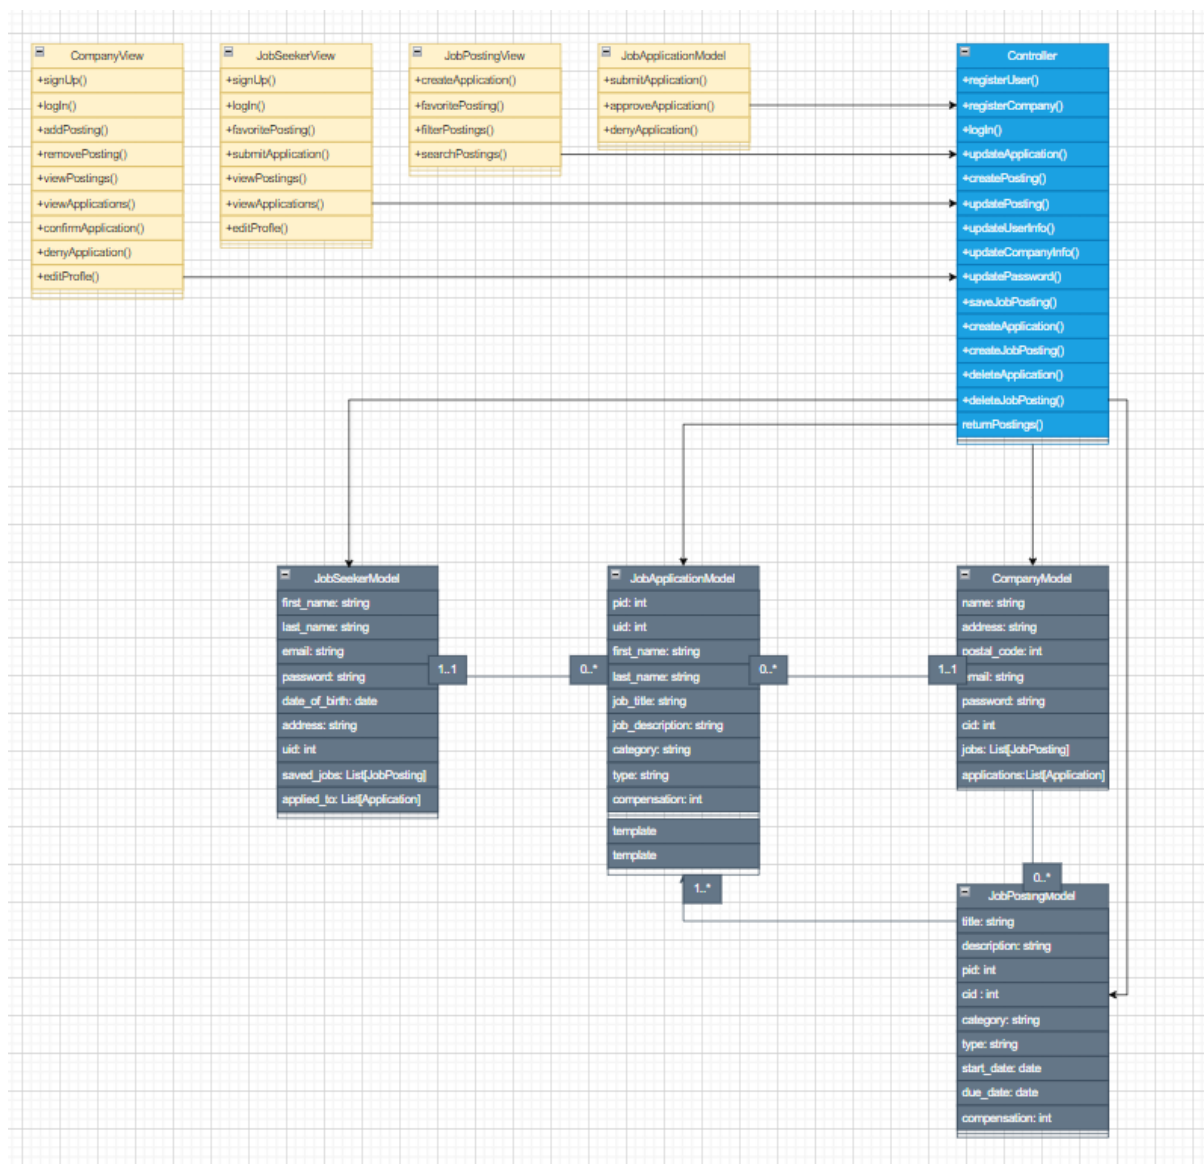 CompanyView
+signUp()
+logIn()
+addPosting()
+removePosting()
+viewPostings()
+viewApplications()
+confirmApplication()
+denyApplication()
+editProfle()
JobSeekerView
+signUp()
+logIn()
+favoritePosting()
+submitApplication()
+viewPostings()
+viewApplications()
+editProfle()
JobPostingView
+createApplication()
+favoritePosting()
+filterPostings()
+searchPostings()
JobApplicationModel
+submitApplication()
+approveApplication()
+denyApplication()
Controller
+registerUser()
+registerCompany()
+logIn()
+updateApplication()
+createPosting()
+updatePosting()
+updateUserInfo()
+updateCompanyInfo()
+updatePassword()
+saveJobPosting()
+createApplication()
+createJobPosting()
+deleteApplication()
+deleteJobPosting()
returnPostings()
JobSeekerModel
first_name: string
last_name: string
email: string
password: string
date_of_birth: date
address: string
uid: int
saved_jobs: List[JobPosting]
applied_to: List[Application]
1..1
0..*
JobApplicationModel
pid: int
uid: int
first_name: string
last_name: string
job_title: string
job_description: string
category: string
type: string
compensation: int
template
template
0..*
1..1
1..*
CompanyModel
name: string
address: string
postal_code: int
email: string
password: string
cid: int
jobs: List[JobPosting]
applications:List[Application]
0..*
JobPostingModel
title: string
description: string
pid: int
cid : int
category: string
type: string
start_date: date
due_date: date
compensation: int